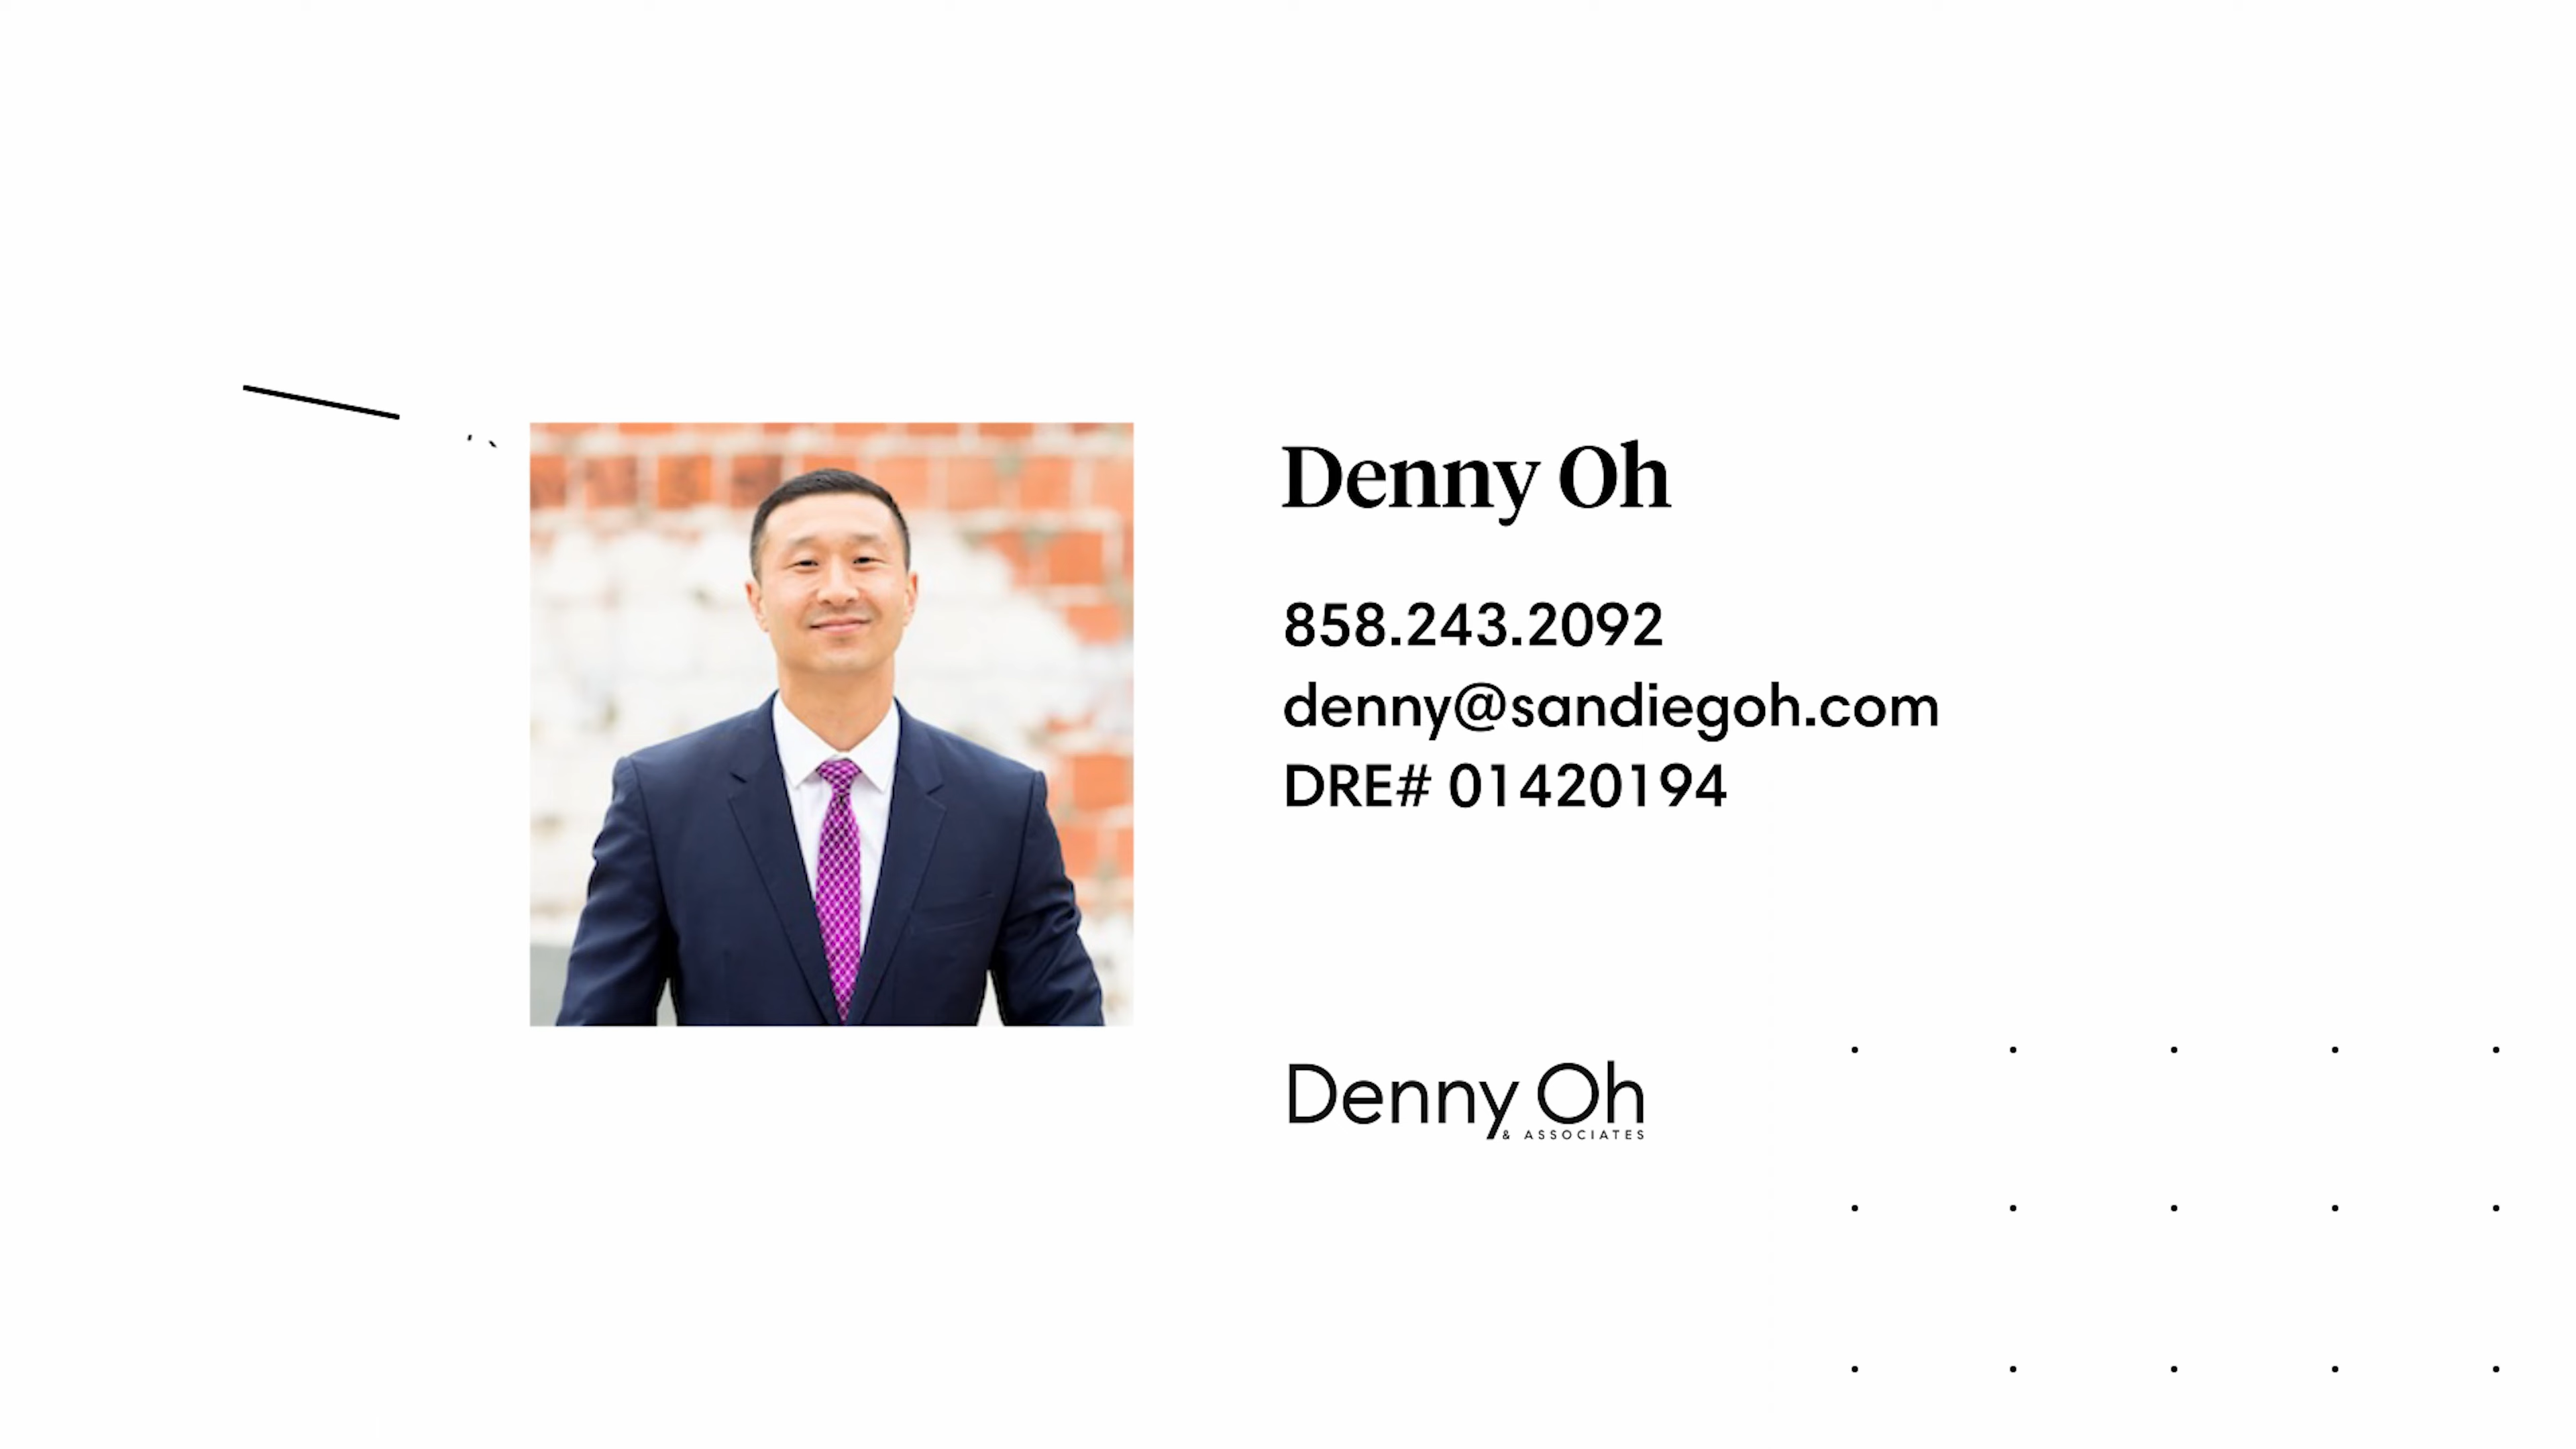 Denny Oh
858.243.2092
denny@sandiegoh.com
DRE# 01420194
Denny Oh
& ASSOCIATES